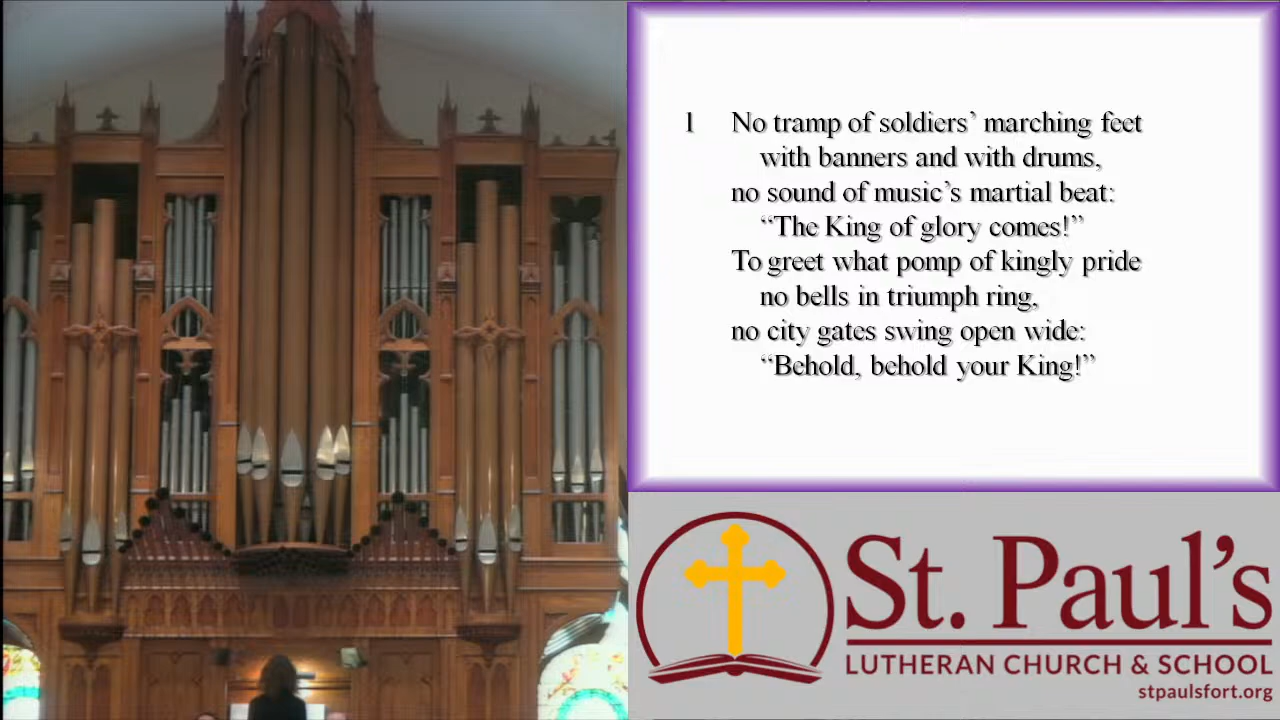 1 No tramp of soldiers’ marching feet
with banners and with drums,
no sound of music’s martial beat:
“The King of glory comes!”
To greet what pomp of kingly pride
no bells in triumph ring,
no city gates swing open wide:
“Behold, behold your King!”
St. Paul’s
LUTHERAN CHURCH & SCHOOL
stpaulsfort.org